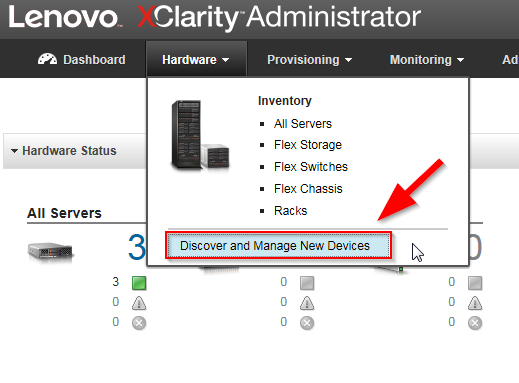 Lenovo XClarity Administrator
Dashboard Hardware Provisioning Monitoring Ad
Inventory
All Servers
Flex Storage
Flex Switches
Flex Chassis
Racks
Discover and Manage New Devices
Hardware Status
All Servers
3 0
3 0 0
0 0 0
0 0 0